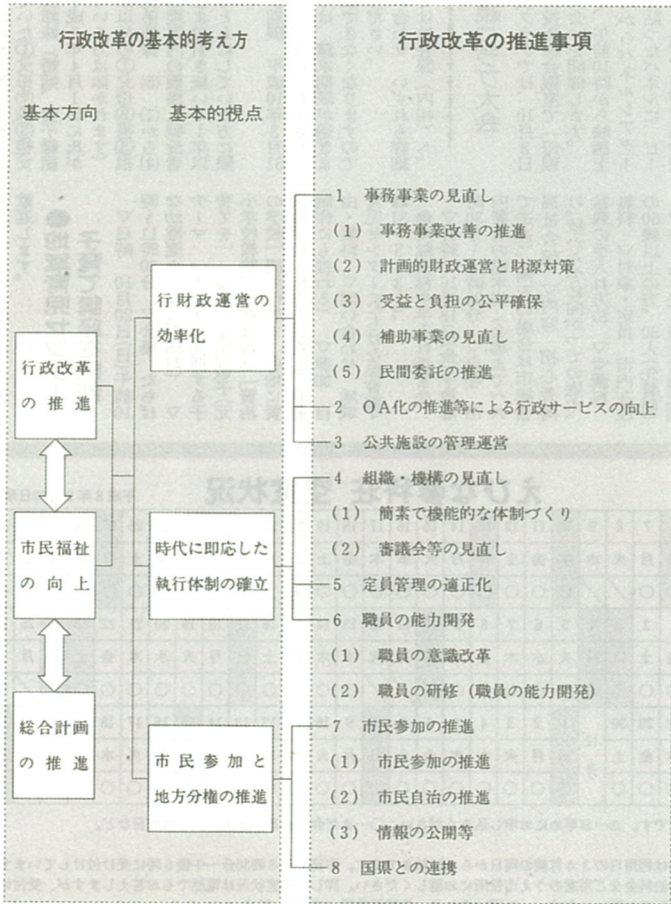 行政改革の基本的考え方
基本方向
基本的視点
行政改革
の推進
市民福祉
の向上
総合計画
の推進
行財政運営の
効率化
時代に即応した
執行体制の確立
市民参加と
地方分権の推進
行政改革の推進事項
1 事務事業の見直し
(1) 事務事業改善の推進
(2) 計画的財政運営と財源対策
(3) 受益と負担の公平確保
(4) 補助事業の見直し
(5) 民間委託の推進
2 OA化の推進等による行政サービスの向上
3 公共施設の管理運営
4 組織・機構の見直し
(1) 簡素で機能的な体制づくり
(2) 審議会等の見直し
5 定員管理の適正化
6 職員の能力開発
(1) 職員の意識改革
(2) 職員の研修(職員の能力開発)
7 市民参加の推進
(1) 市民参加の推進
(2) 市民自治の推進
(3) 情報の公開等
8 国県との連携